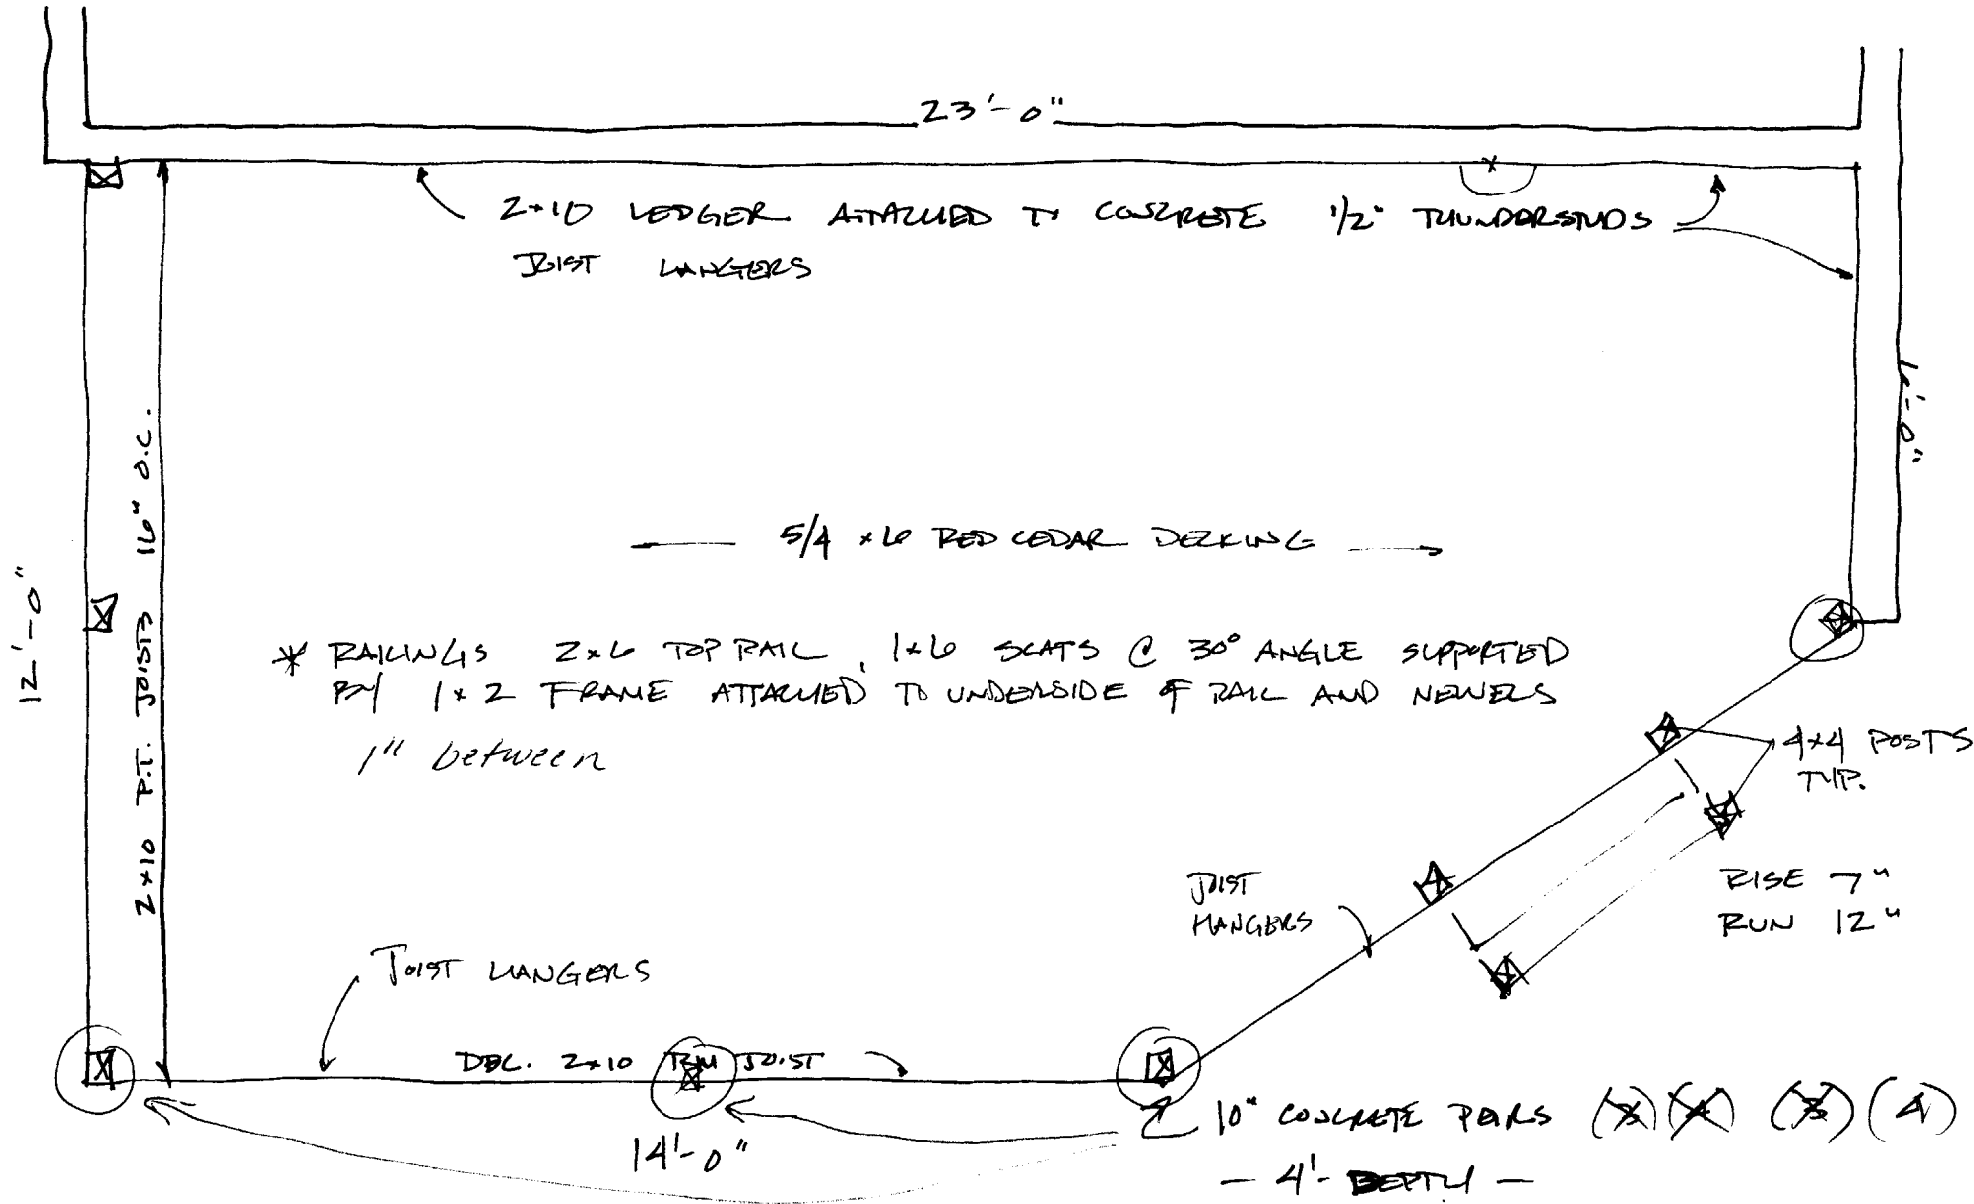 23'-0"
2x10 LEDGER ATTACHED TO CONCRETE 1/2" THUNDERSTUDS
JOIST HANGERS
6'-0"
12'-0"
2x10 P.T. JOISTS 16" O.C.
5/4 x6 RED CEDAR DECKING
* RAILINGS 2x6 TOP RAIL, 1x6 SLATS @ 30° ANGLE SUPPORTED
BY 1x2 FRAME ATTACHED TO UNDERSIDE OF RAIL AND NEWELS
1" between
4x4 POSTS
TYP.
RISE 7"
RUN 12"
JOIST
HANGERS
JOIST HANGERS
DBL. 2x10 RIM JOIST
14'-0"
10" CONCRETE PEIRS (4)
- 4'- DEPTH -